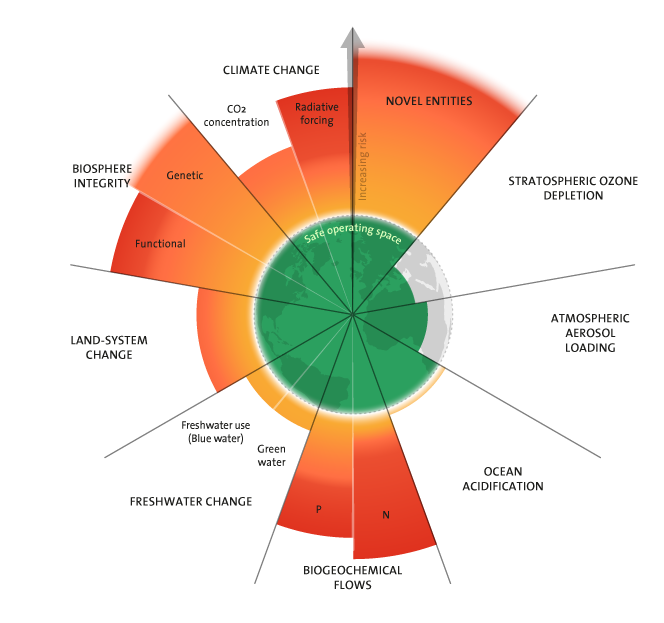 CLIMATE CHANGE
CO2
concentration
Radiative
forcing
Increasing risk
NOVEL ENTITIES
STRATOSPHERIC OZONE
DEPLETION
ATMOSPHERIC
AEROSOL
LOADING
OCEAN
ACIDIFICATION
BIOGEOCHEMICAL
FLOWS
P
N
FRESHWATER CHANGE
Freshwater use
(Blue water)
Green
water
LAND-SYSTEM
CHANGE
BIOSPHERE
INTEGRITY
Genetic
Functional
Safe operating space